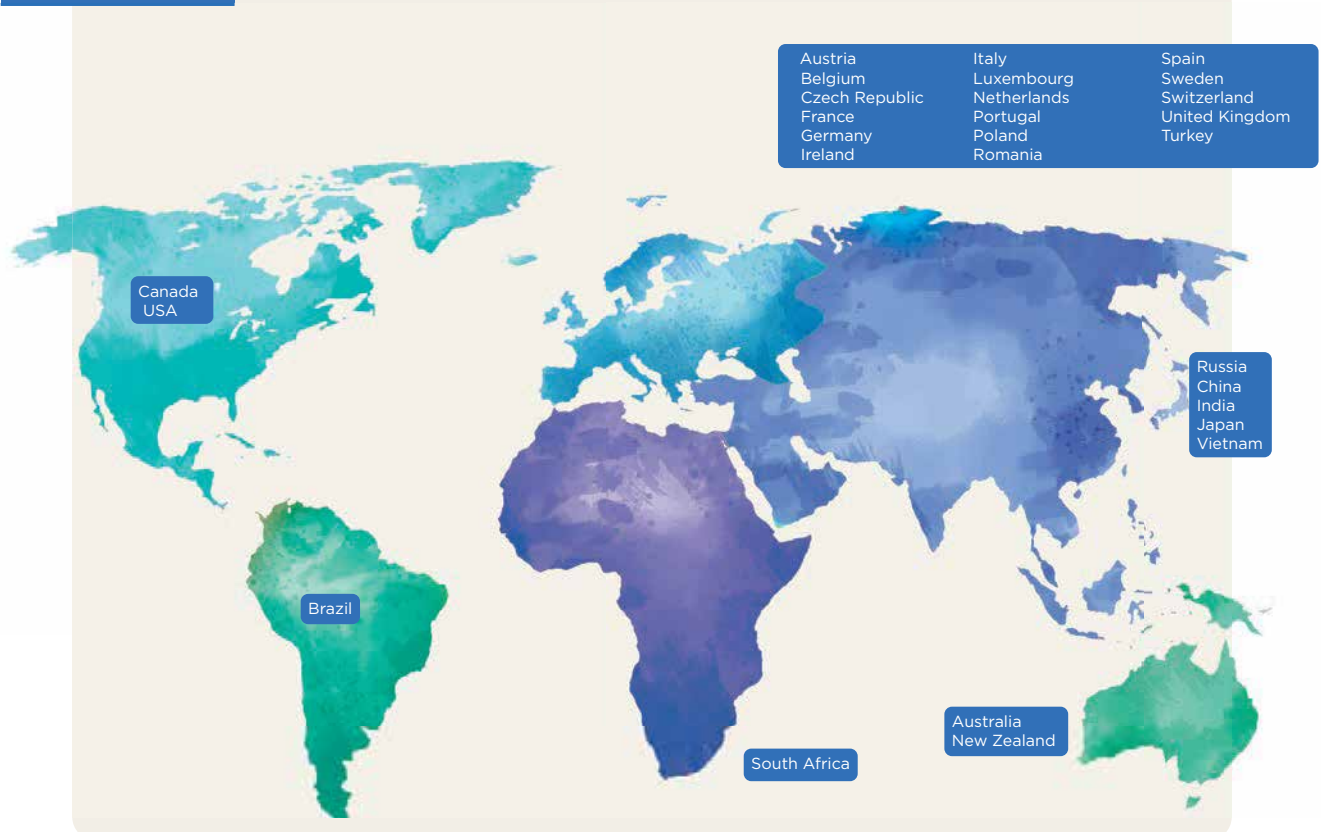 Austria
Belgium
Czech Republic
France
Germany
Ireland
Italy
Luxembourg
Netherlands
Portugal
Poland
Romania
Spain
Sweden
Switzerland
United Kingdom
Turkey
Canada
USA
Russia
China
India
Japan
Vietnam
Brazil
Australia
New Zealand
South Africa